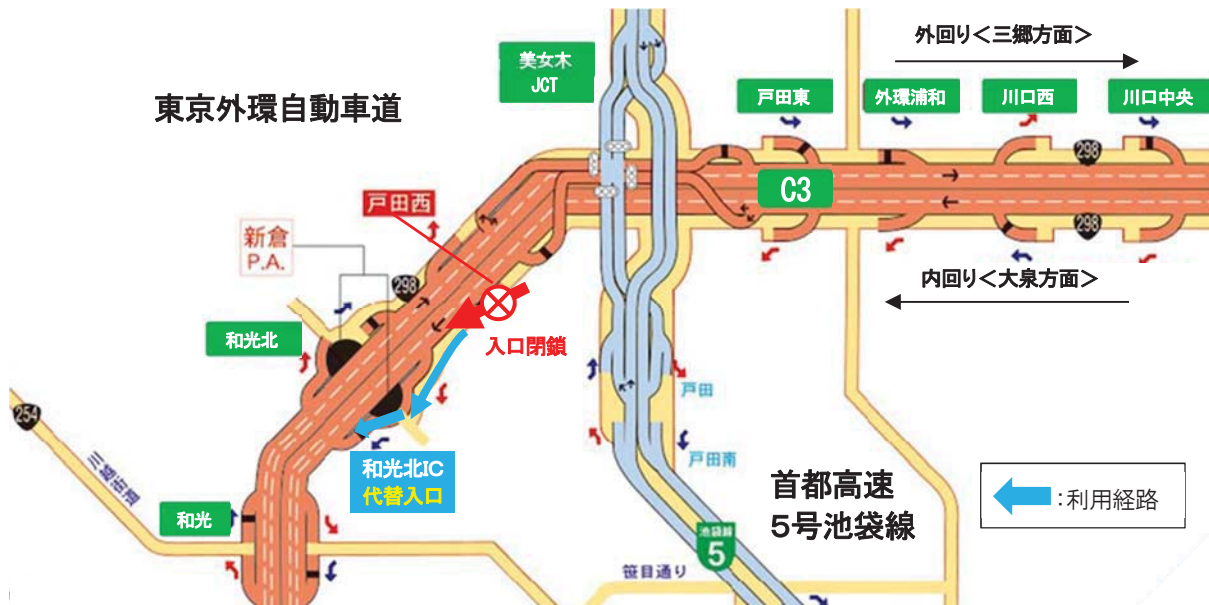 外回り<三郷方面>
美女木
JCT
東京外環自動車道
戸田東
外環浦和
川口西
川口中央
298
戸田西
C3
新倉
P.A.
298
298
内回り<大泉方面>
和光北
入口閉鎖
戸田
254
川越街道
和光北IC
代替入口
戸田南
首都高速
5号池袋線
:利用経路
和光
池袋線
5
笹目通り